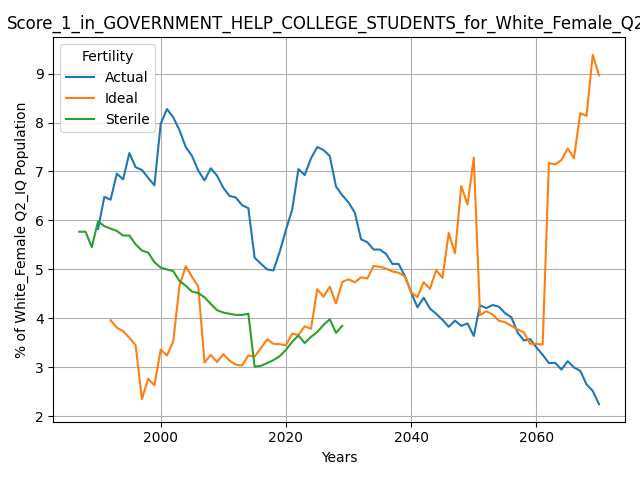 Score_1_in_GOVERNMENT_HELP_COLLEGE_STUDENTS_for_White_Female_Q2
Fertility
Actual
Ideal
Sterile
% of White_Female Q2_IQ Population
9
8
7
6
5
4
3
2
2000 2020 2040 2060
Years